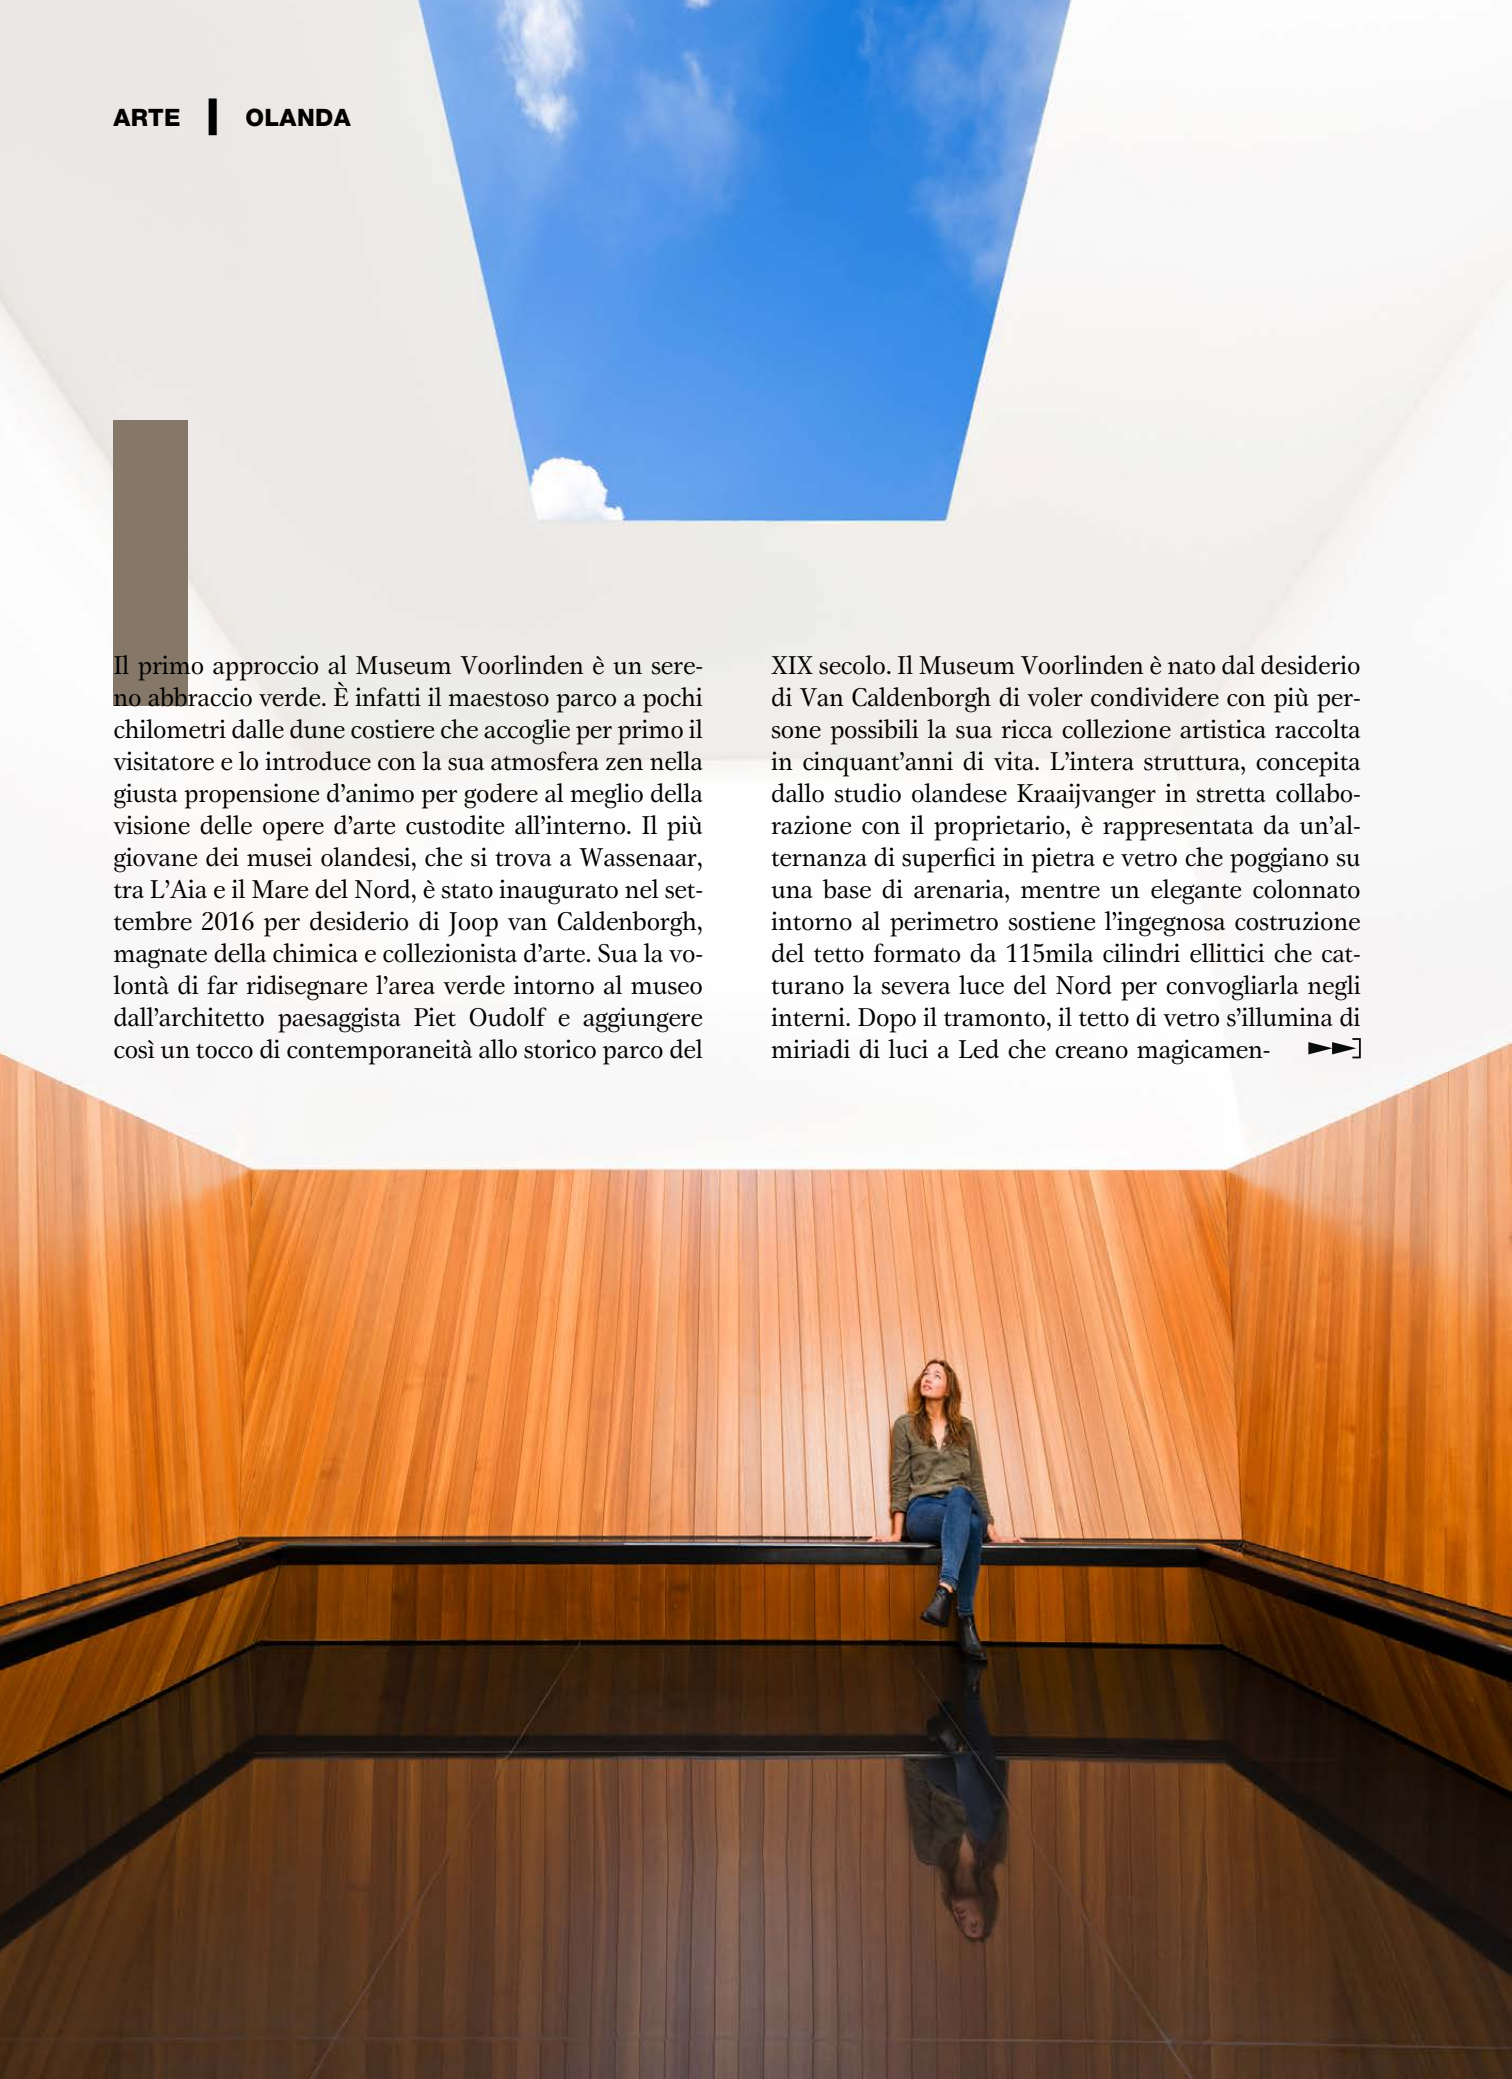 ARTE | OLANDA
Il primo approccio al Museum Voorlinden è un sere-
no abbraccio verde. È infatti il maestoso parco a pochi
chilometri dalle dune costiere che accoglie per primo il
visitatore e lo introduce con la sua atmosfera zen nella
giusta propensione d'animo per godere al meglio della
visione delle opere d'arte custodite all'interno. Il più
giovane dei musei olandesi, che si trova a Wassenaar,
tra L'Aia e il Mare del Nord, è stato inaugurato nel set-
tembre 2016 per desiderio di Joop van Caldenborgh,
magnate della chimica e collezionista d'arte. Sua la vo-
lontà di far ridisegnare l'area verde intorno al museo
dall'architetto paesaggista Piet Oudolf e aggiungere
così un tocco di contemporaneità allo storico parco del
XIX secolo. Il Museum Voorlinden è nato dal desiderio
di Van Caldenborgh di voler condividere con più per-
sone possibili la sua ricca collezione artistica raccolta
in cinquant'anni di vita. L'intera struttura, concepita
dallo studio olandese Kraaijvanger in stretta collabo-
razione con il proprietario, è rappresentata da un'al-
ternanza di superfici in pietra e vetro che poggiano su
una base di arenaria, mentre un elegante colonnato
intorno al perimetro sostiene l'ingegnosa costruzione
del tetto formato da 115mila cilindri ellittici che cat-
turano la severa luce del Nord per convogliarla negli
interni. Dopo il tramonto, il tetto di vetro s'illumina di
miriadi di luci a Led che creano magicamen-